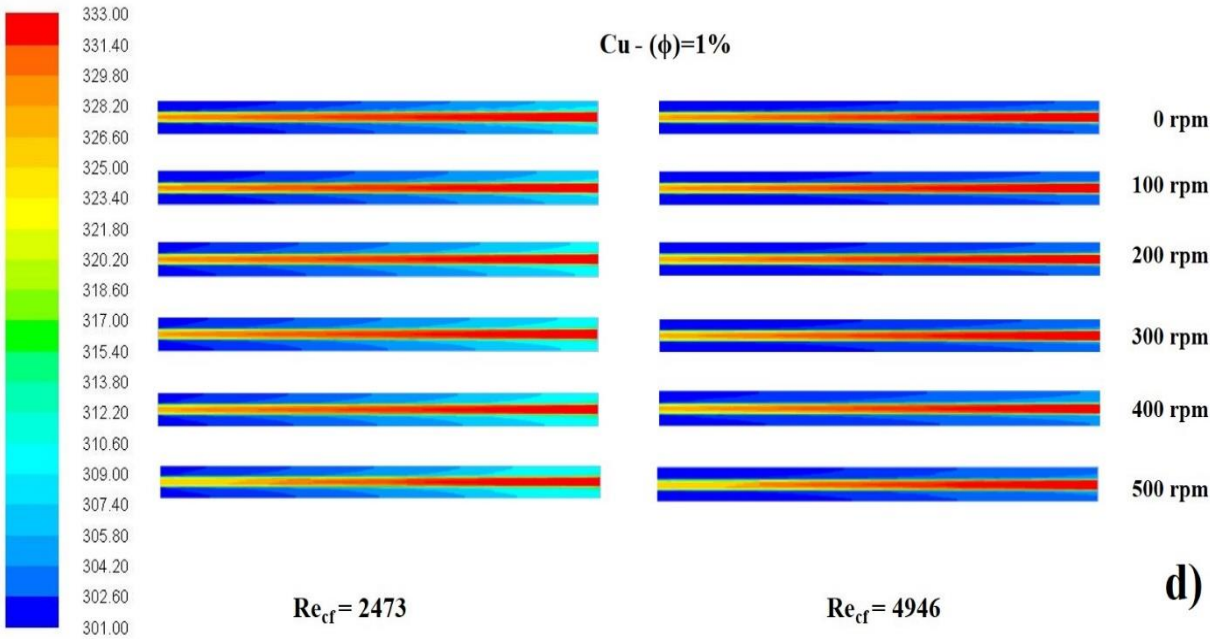 333.00
331.40
329.80
328.20
326.60
325.00
323.40
321.80
320.20
318.60
317.00
315.40
313.80
312.20
310.60
309.00
307.40
305.80
304.20
302.60
301.00
Cu - (ϕ)=1%
0 rpm
100 rpm
200 rpm
300 rpm
400 rpm
500 rpm
Re_cf = 2473
Re_cf = 4946
d)